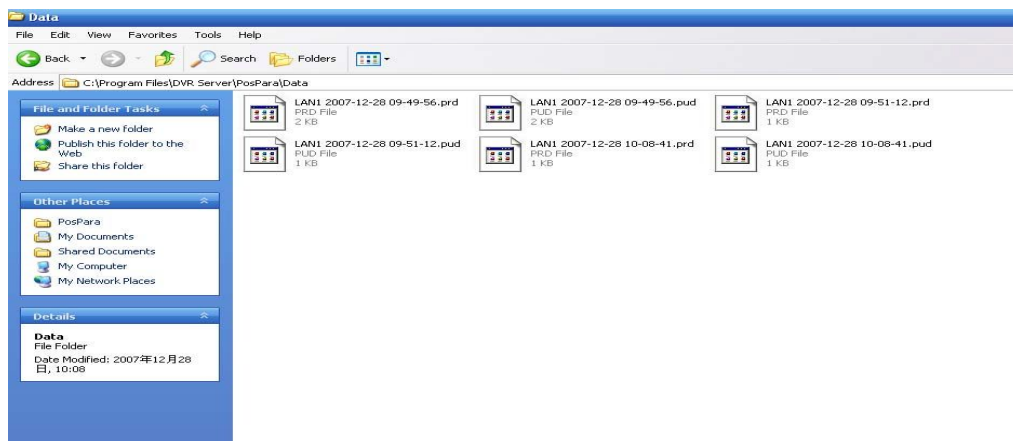 Data
File Edit View Favorites Tools Help
Back Search Folders
Address C:\Program Files\DVR Server\PosPara\Data
File and Folder Tasks
Make a new folder
Publish this folder to the
Web
Share this folder
Other Places
PosPara
My Documents
Shared Documents
My Computer
My Network Places
Details
Data
File Folder
Date Modified: 2007年12月28
日, 10:08
LAN1 2007-12-28 09-49-56.prd
PRD File
2 KB
LAN1 2007-12-28 09-49-56.pud
PUD File
2 KB
LAN1 2007-12-28 09-51-12.prd
PRD File
1 KB
LAN1 2007-12-28 09-51-12.pud
PUD File
1 KB
LAN1 2007-12-28 10-08-41.prd
PRD File
1 KB
LAN1 2007-12-28 10-08-41.pud
PUD File
1 KB